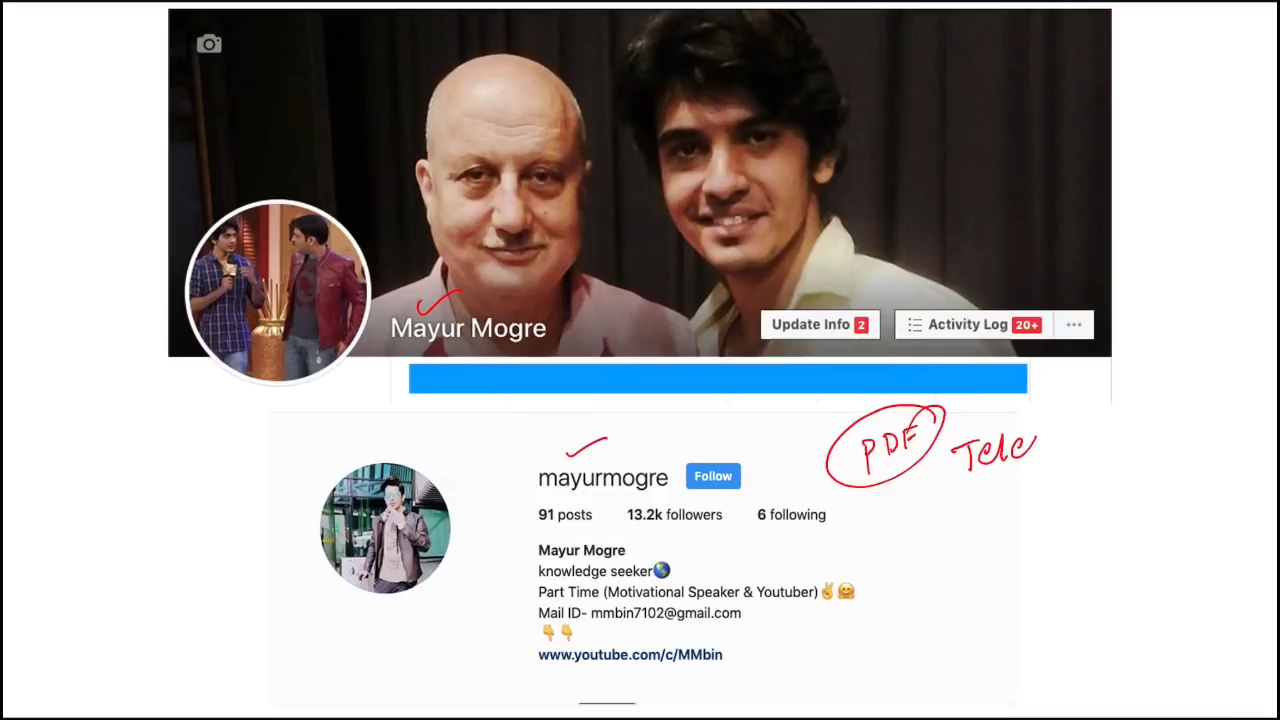 Mayur Mogre
Update Info 2
Activity Log 20+
PDF
Tele
mayurmogre Follow
91 posts 13.2k followers 6 following
Mayur Mogre
knowledge seeker🌎
Part Time (Motivational Speaker & Youtuber)✌️🤗
Mail ID- mmbin7102@gmail.com
👇👇
www.youtube.com/c/MMbin